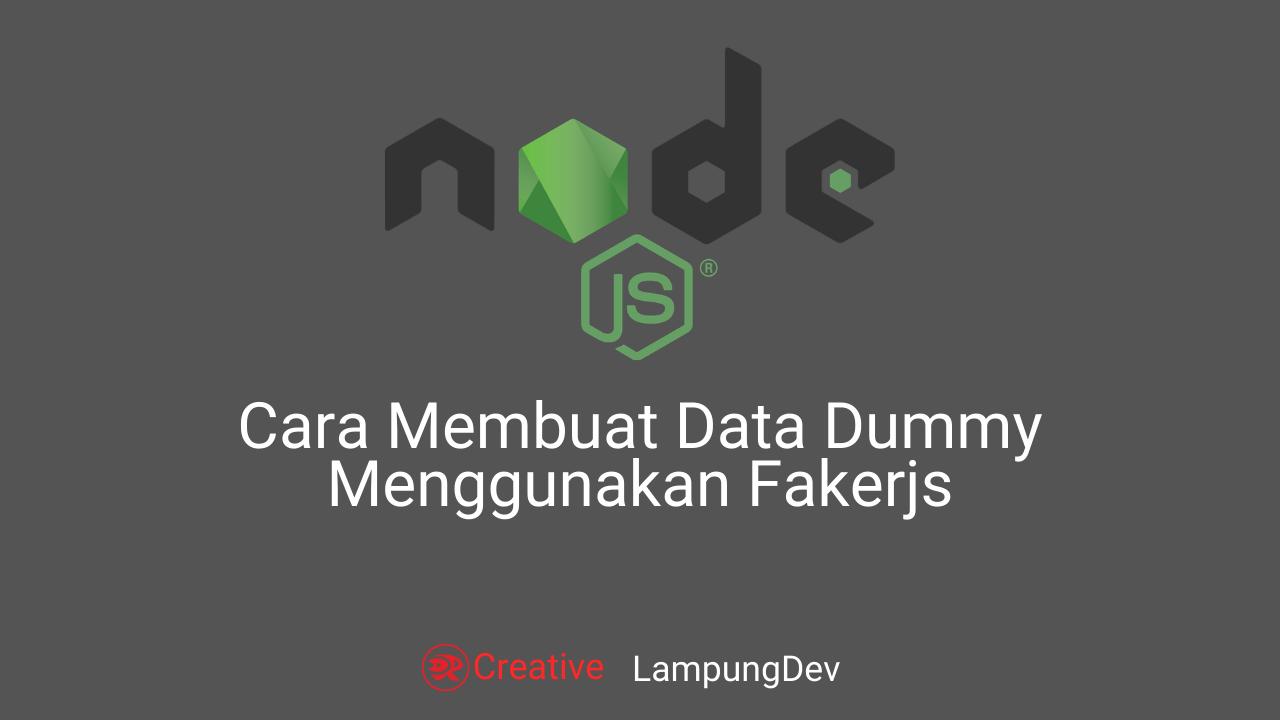 node
JS ®
Cara Membuat Data Dummy
Menggunakan Fakerjs
Creative LampungDev